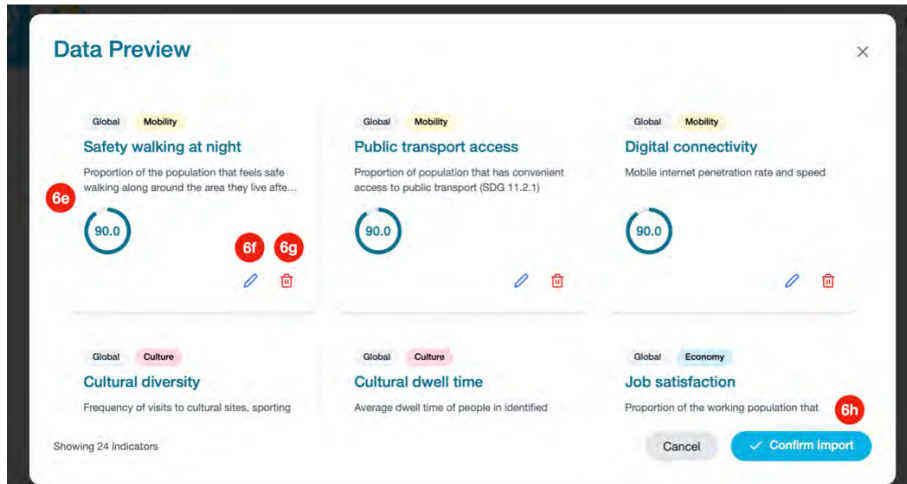 Data Preview
Global Mobility
Safety walking at night
Proportion of the population that feels safe
walking along around the area they live afte...
6e
90.0
6f 6g
Global Mobility
Public transport access
Proportion of population that has convenient
access to public transport (SDG 11.2.1)
90.0
Global Mobility
Digital connectivity
Mobile internet penetration rate and speed
90.0
Global Culture
Cultural diversity
Frequency of visits to cultural sites, sporting
Global Culture
Cultural dwell time
Average dwell time of people in identified
Global Economy
Job satisfaction
Proportion of the working population that
6h
Showing 24 indicators
Cancel
Confirm Import